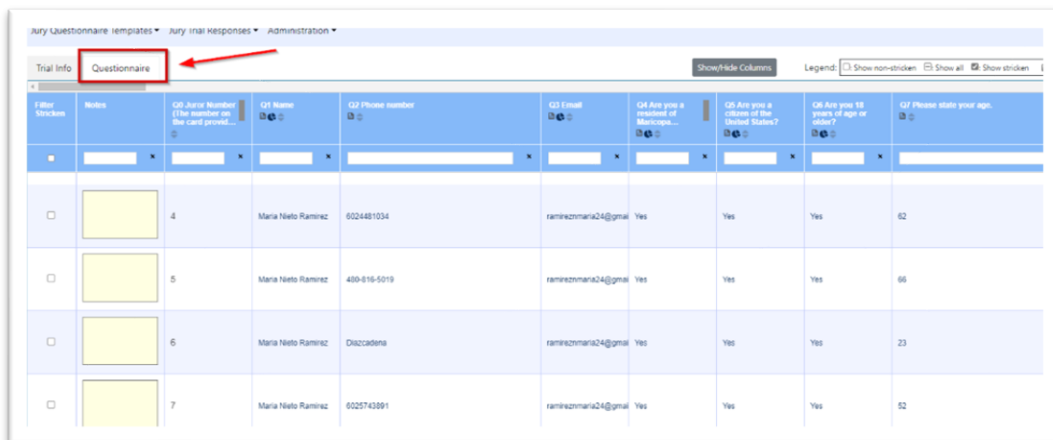 Jury Questionnaire Templates Jury Trial Responses Administration
Trial Info Questionnaire Show/Hide Columns Legend: Show non-stricken Show all Show stricken
Filter Stricken
Notes
Q0 Juror Number (The number on the card provid...
Q1 Name
Q2 Phone number
Q3 Email
Q4 Are you a resident of Maricopa...
Q5 Are you a citizen of the United States?
Q6 Are you 18 years of age or older?
Q7 Please state your age.
4 Maria Nieto Ramirez 6024481034 ramireznmaria24@gmai Yes Yes Yes 62
5 Maria Nieto Ramirez 480-816-5019 ramireznmaria24@gmai Yes Yes Yes 66
6 Maria Nieto Ramirez Diazcadena ramireznmaria24@gmai Yes Yes Yes 23
7 Maria Nieto Ramirez 6025743891 ramireznmaria24@gmai Yes Yes Yes 52